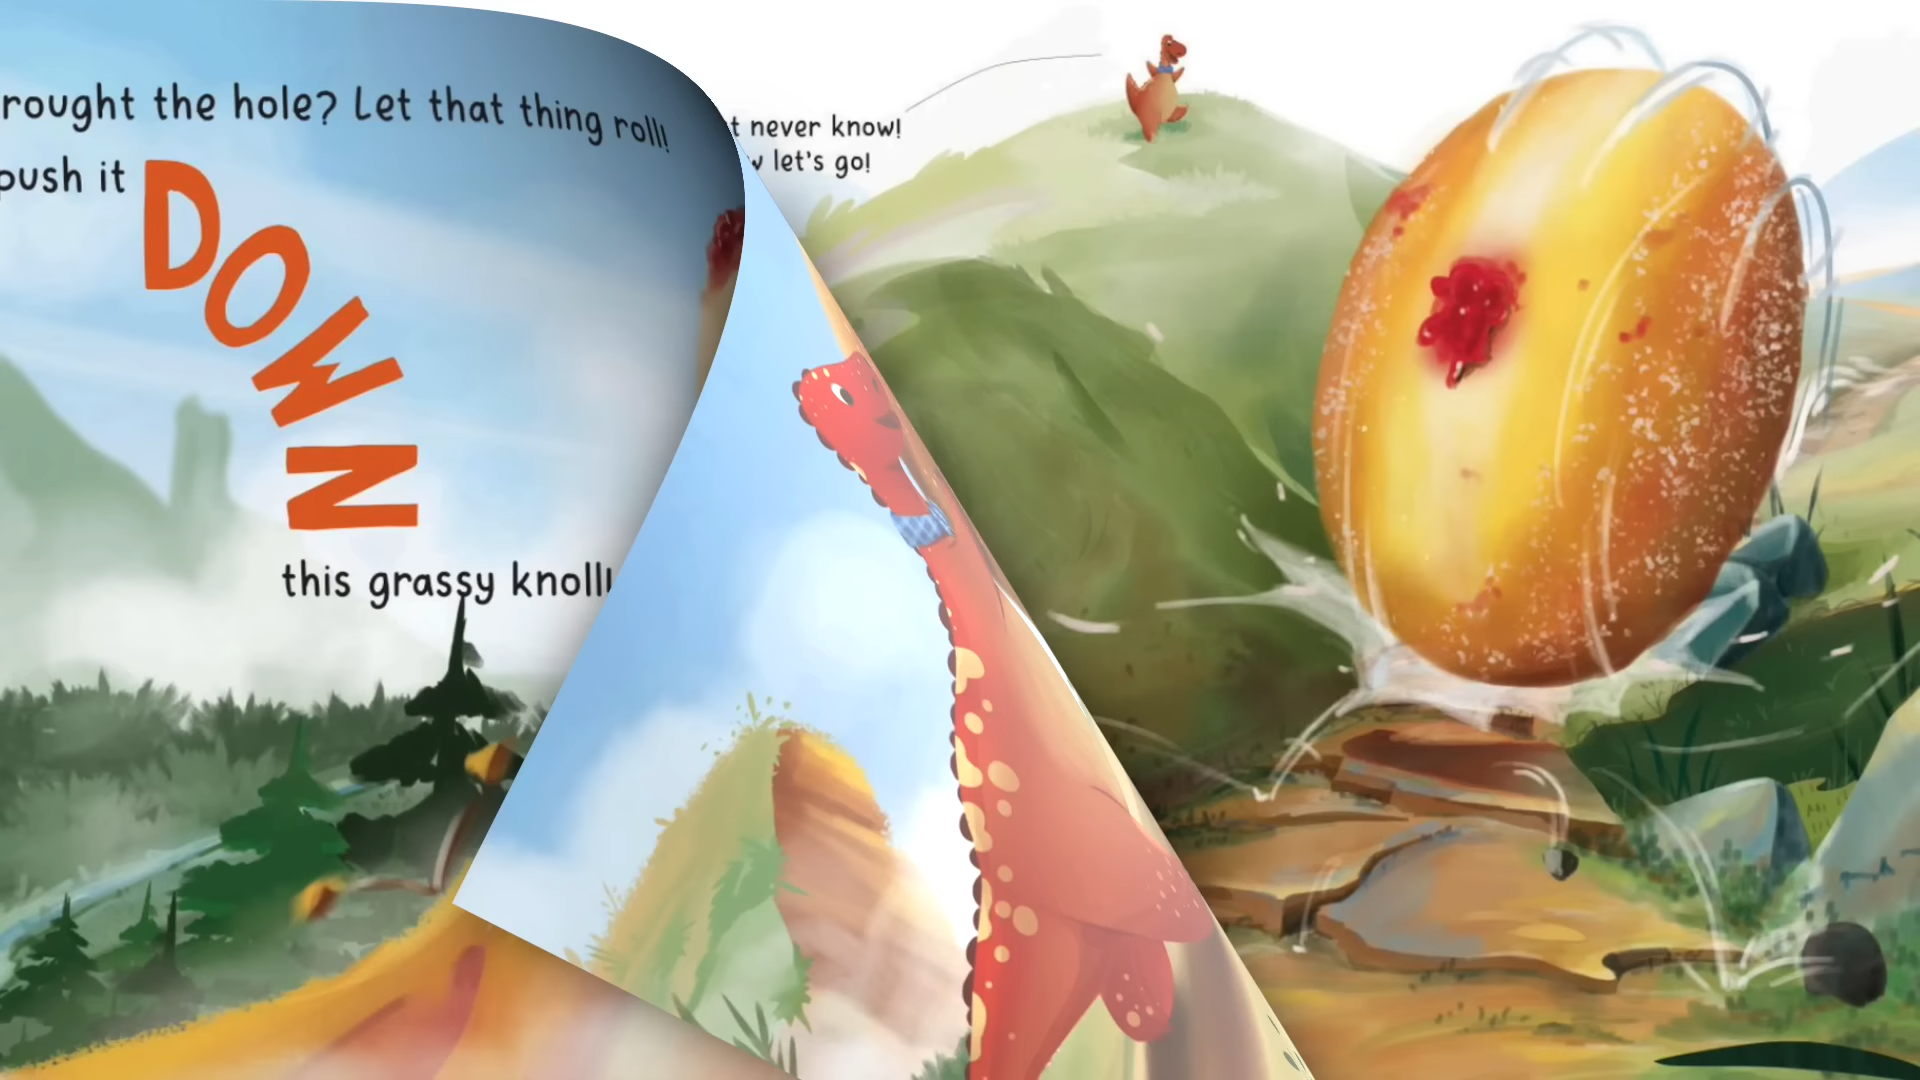 rought the hole? Let that thing roll!
push it DOWN
this grassy knoll!
never know!
let's go!